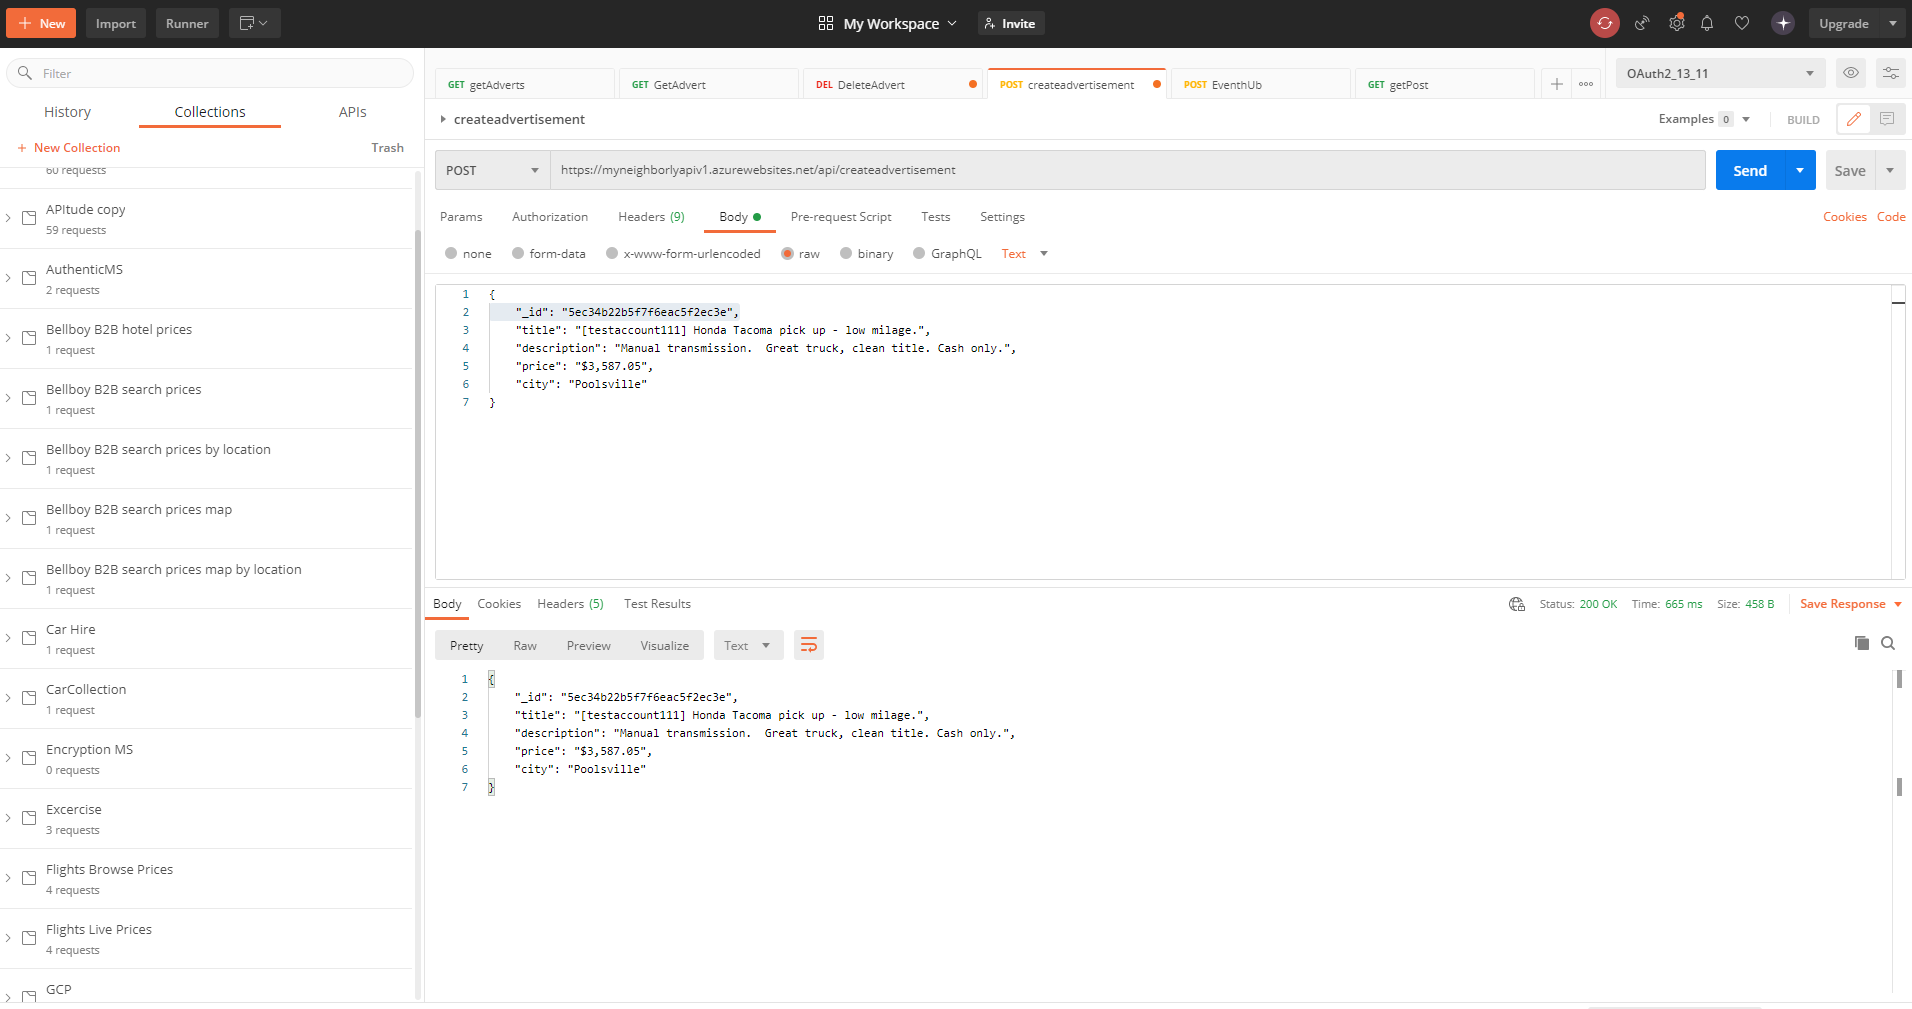 New Import Runner My Workspace Invite Upgrade
Filter
History Collections APIs
New Collection Trash
60 requests
APItude copy
59 requests
AuthenticMS
2 requests
Bellboy B2B hotel prices
1 request
Bellboy B2B search prices
1 request
Bellboy B2B search prices by location
1 request
Bellboy B2B search prices map
1 request
Bellboy B2B search prices map by location
1 request
Car Hire
1 request
CarCollection
1 request
Encryption MS
0 requests
Excercise
3 requests
Flights Browse Prices
4 requests
Flights Live Prices
4 requests
GCP
GET getAdverts GET GetAdvert DEL DeleteAdvert POST createadvertisement POST EventhUb GET getPost OAuth2_13_11
createadvertisement Examples 0 BUILD
POST https://myneighborlyapiv1.azurewebsites.net/api/createadvertisement Send Save
Params Authorization Headers (9) Body Pre-request Script Tests Settings Cookies Code
none form-data x-www-form-urlencoded raw binary GraphQL Text
1 {
2 "_id": "5ec34b22b5f7f6eac5f2ec3e",
3 "title": "[testaccount111] Honda Tacoma pick up - low milage.",
4 "description": "Manual transmission.  Great truck, clean title. Cash only.",
5 "price": "$3,587.05",
6 "city": "Poolsville"
7 }
Body Cookies Headers (5) Test Results Status: 200 OK Time: 665 ms Size: 458 B Save Response
Pretty Raw Preview Visualize Text
1 {
2 "_id": "5ec34b22b5f7f6eac5f2ec3e",
3 "title": "[testaccount111] Honda Tacoma pick up - low milage.",
4 "description": "Manual transmission.  Great truck, clean title. Cash only.",
5 "price": "$3,587.05",
6 "city": "Poolsville"
7 }